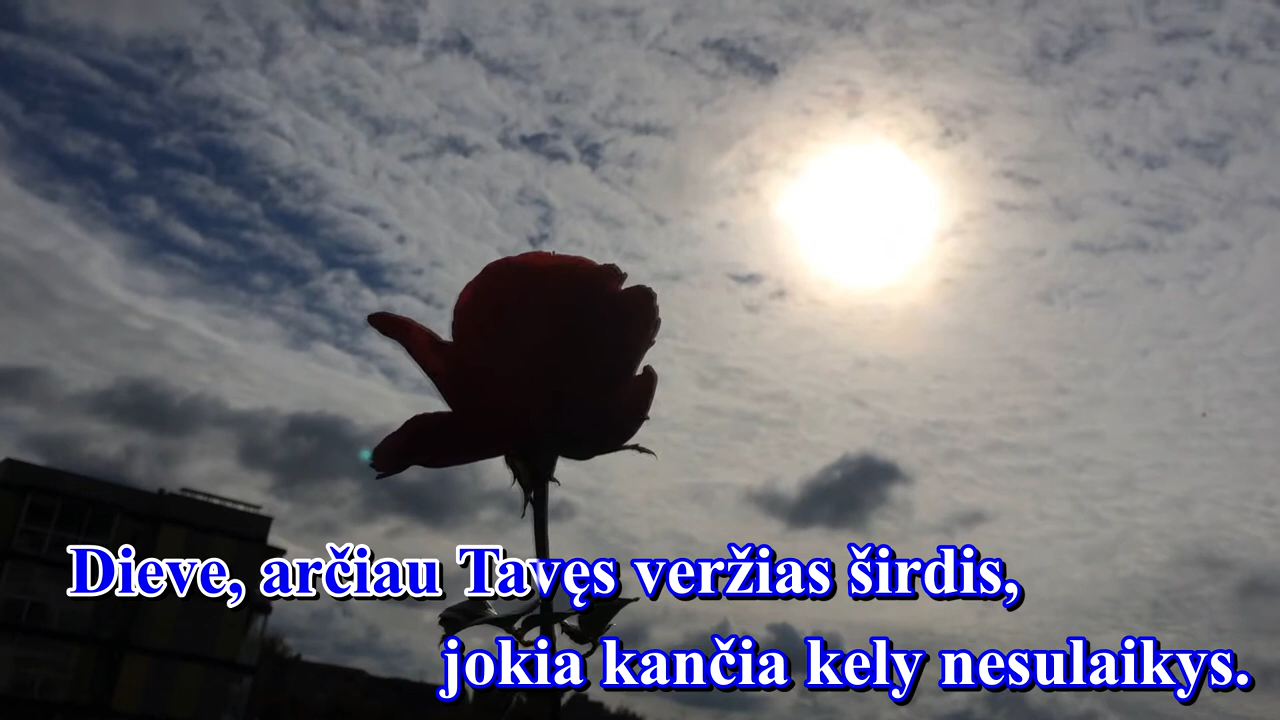 Dieve, arčiau Tavęs veržias širdis,
jokia kančia kely nesulaikys.